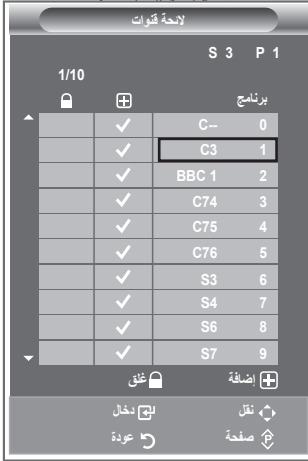 لائحة قنوات
S 3 P 1
1/10
برنامج
0 C--
1 C3
2 BBC 1
3 C74
4 C75
5 C76
6 S3
7 S4
8 S6
9 S7
إضافة غلق
نقل دخال
صفحة عودة